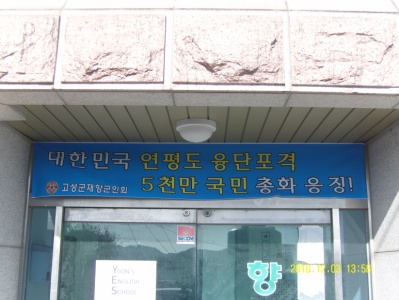 대한민국 연평도 융단포격
고성군재향군인회 5천만 국민 총화 응징!
YOON'S
ENGLISH
SCHOOL
향
2010.12.03 13:58